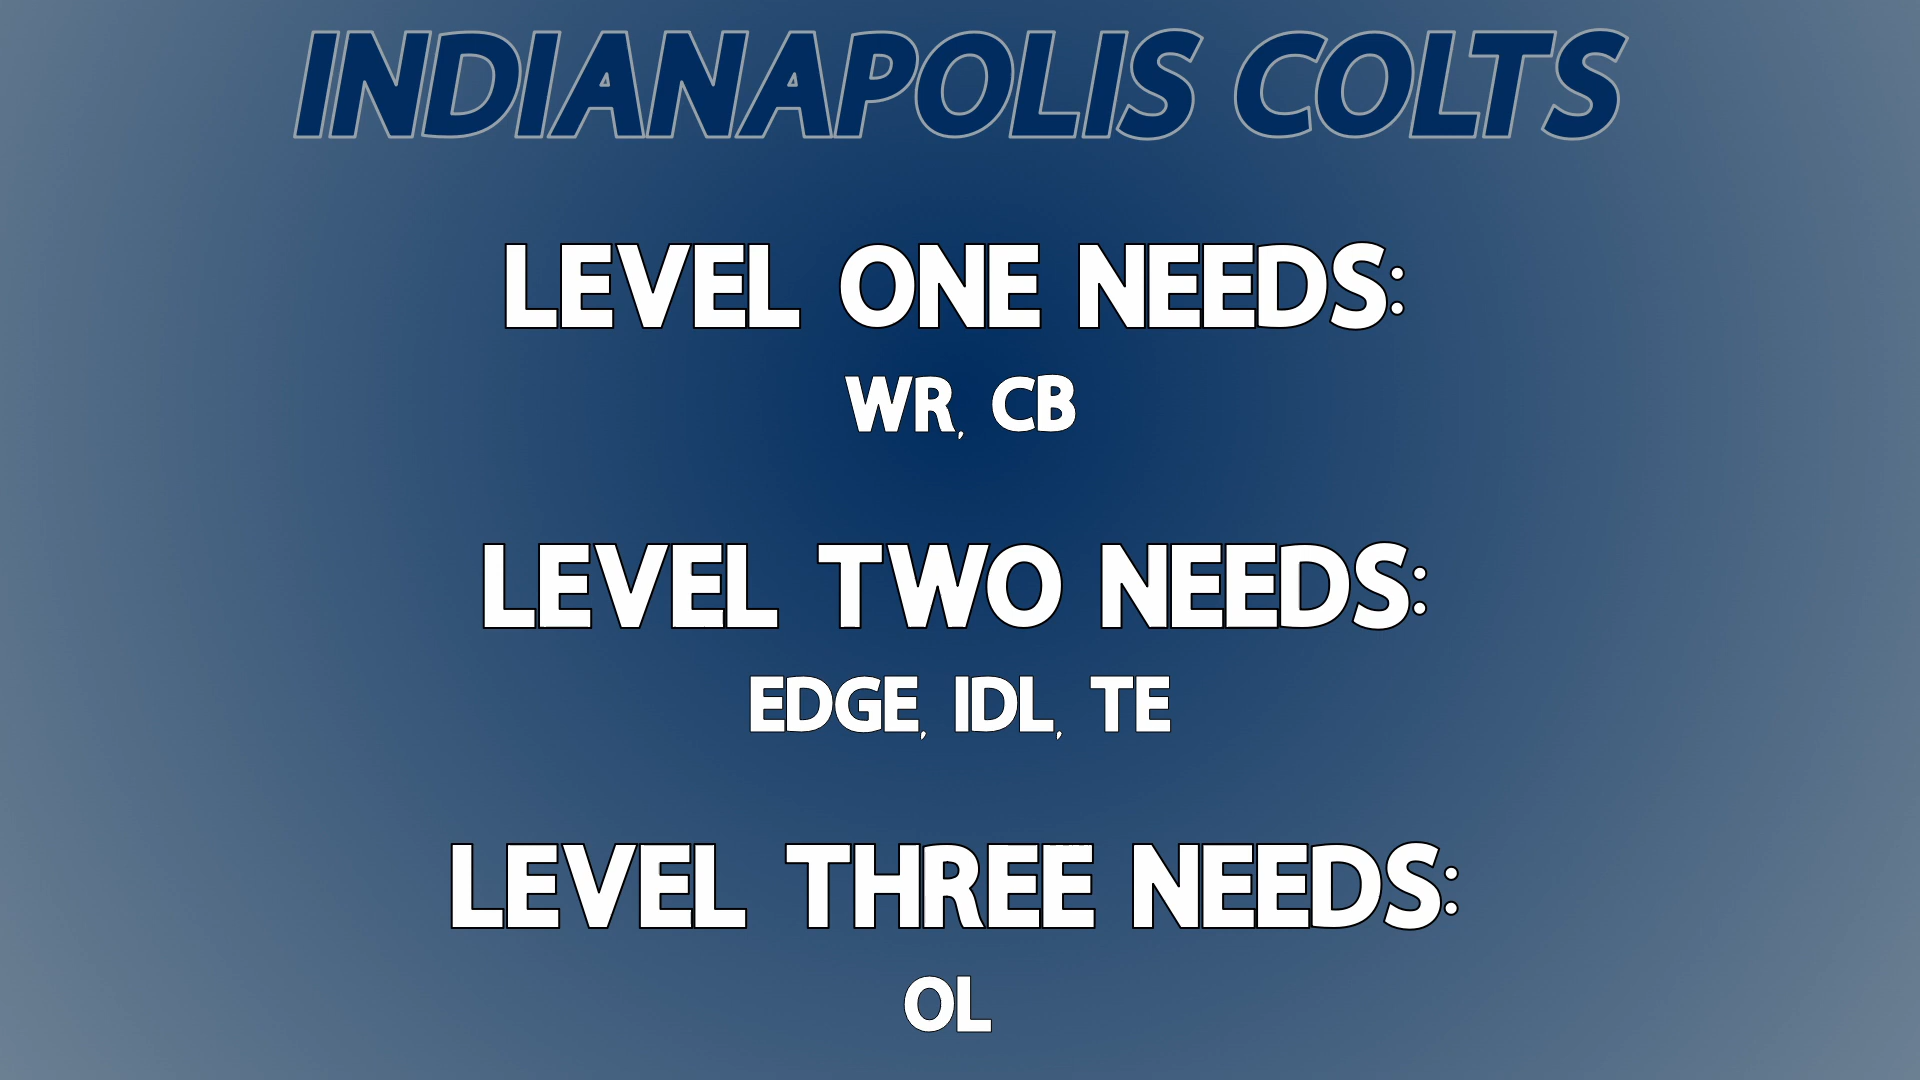 INDIANAPOLIS COLTS
LEVEL ONE NEEDS:
WR, CB
LEVEL TWO NEEDS:
EDGE, IDL, TE
LEVEL THREE NEEDS:
OL